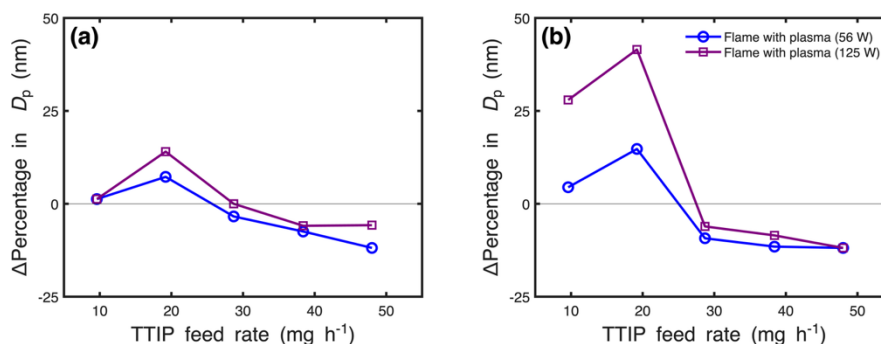 (a)
50
25
0
-25
10
20
30
40
50
TTIP feed rate (mg h⁻¹)
ΔPercentage in Dₚ (nm)
(b)
Flame with plasma (56 W)
Flame with plasma (125 W)
50
25
0
-25
10
20
30
40
50
TTIP feed rate (mg h⁻¹)
ΔPercentage in Dₚ (nm)